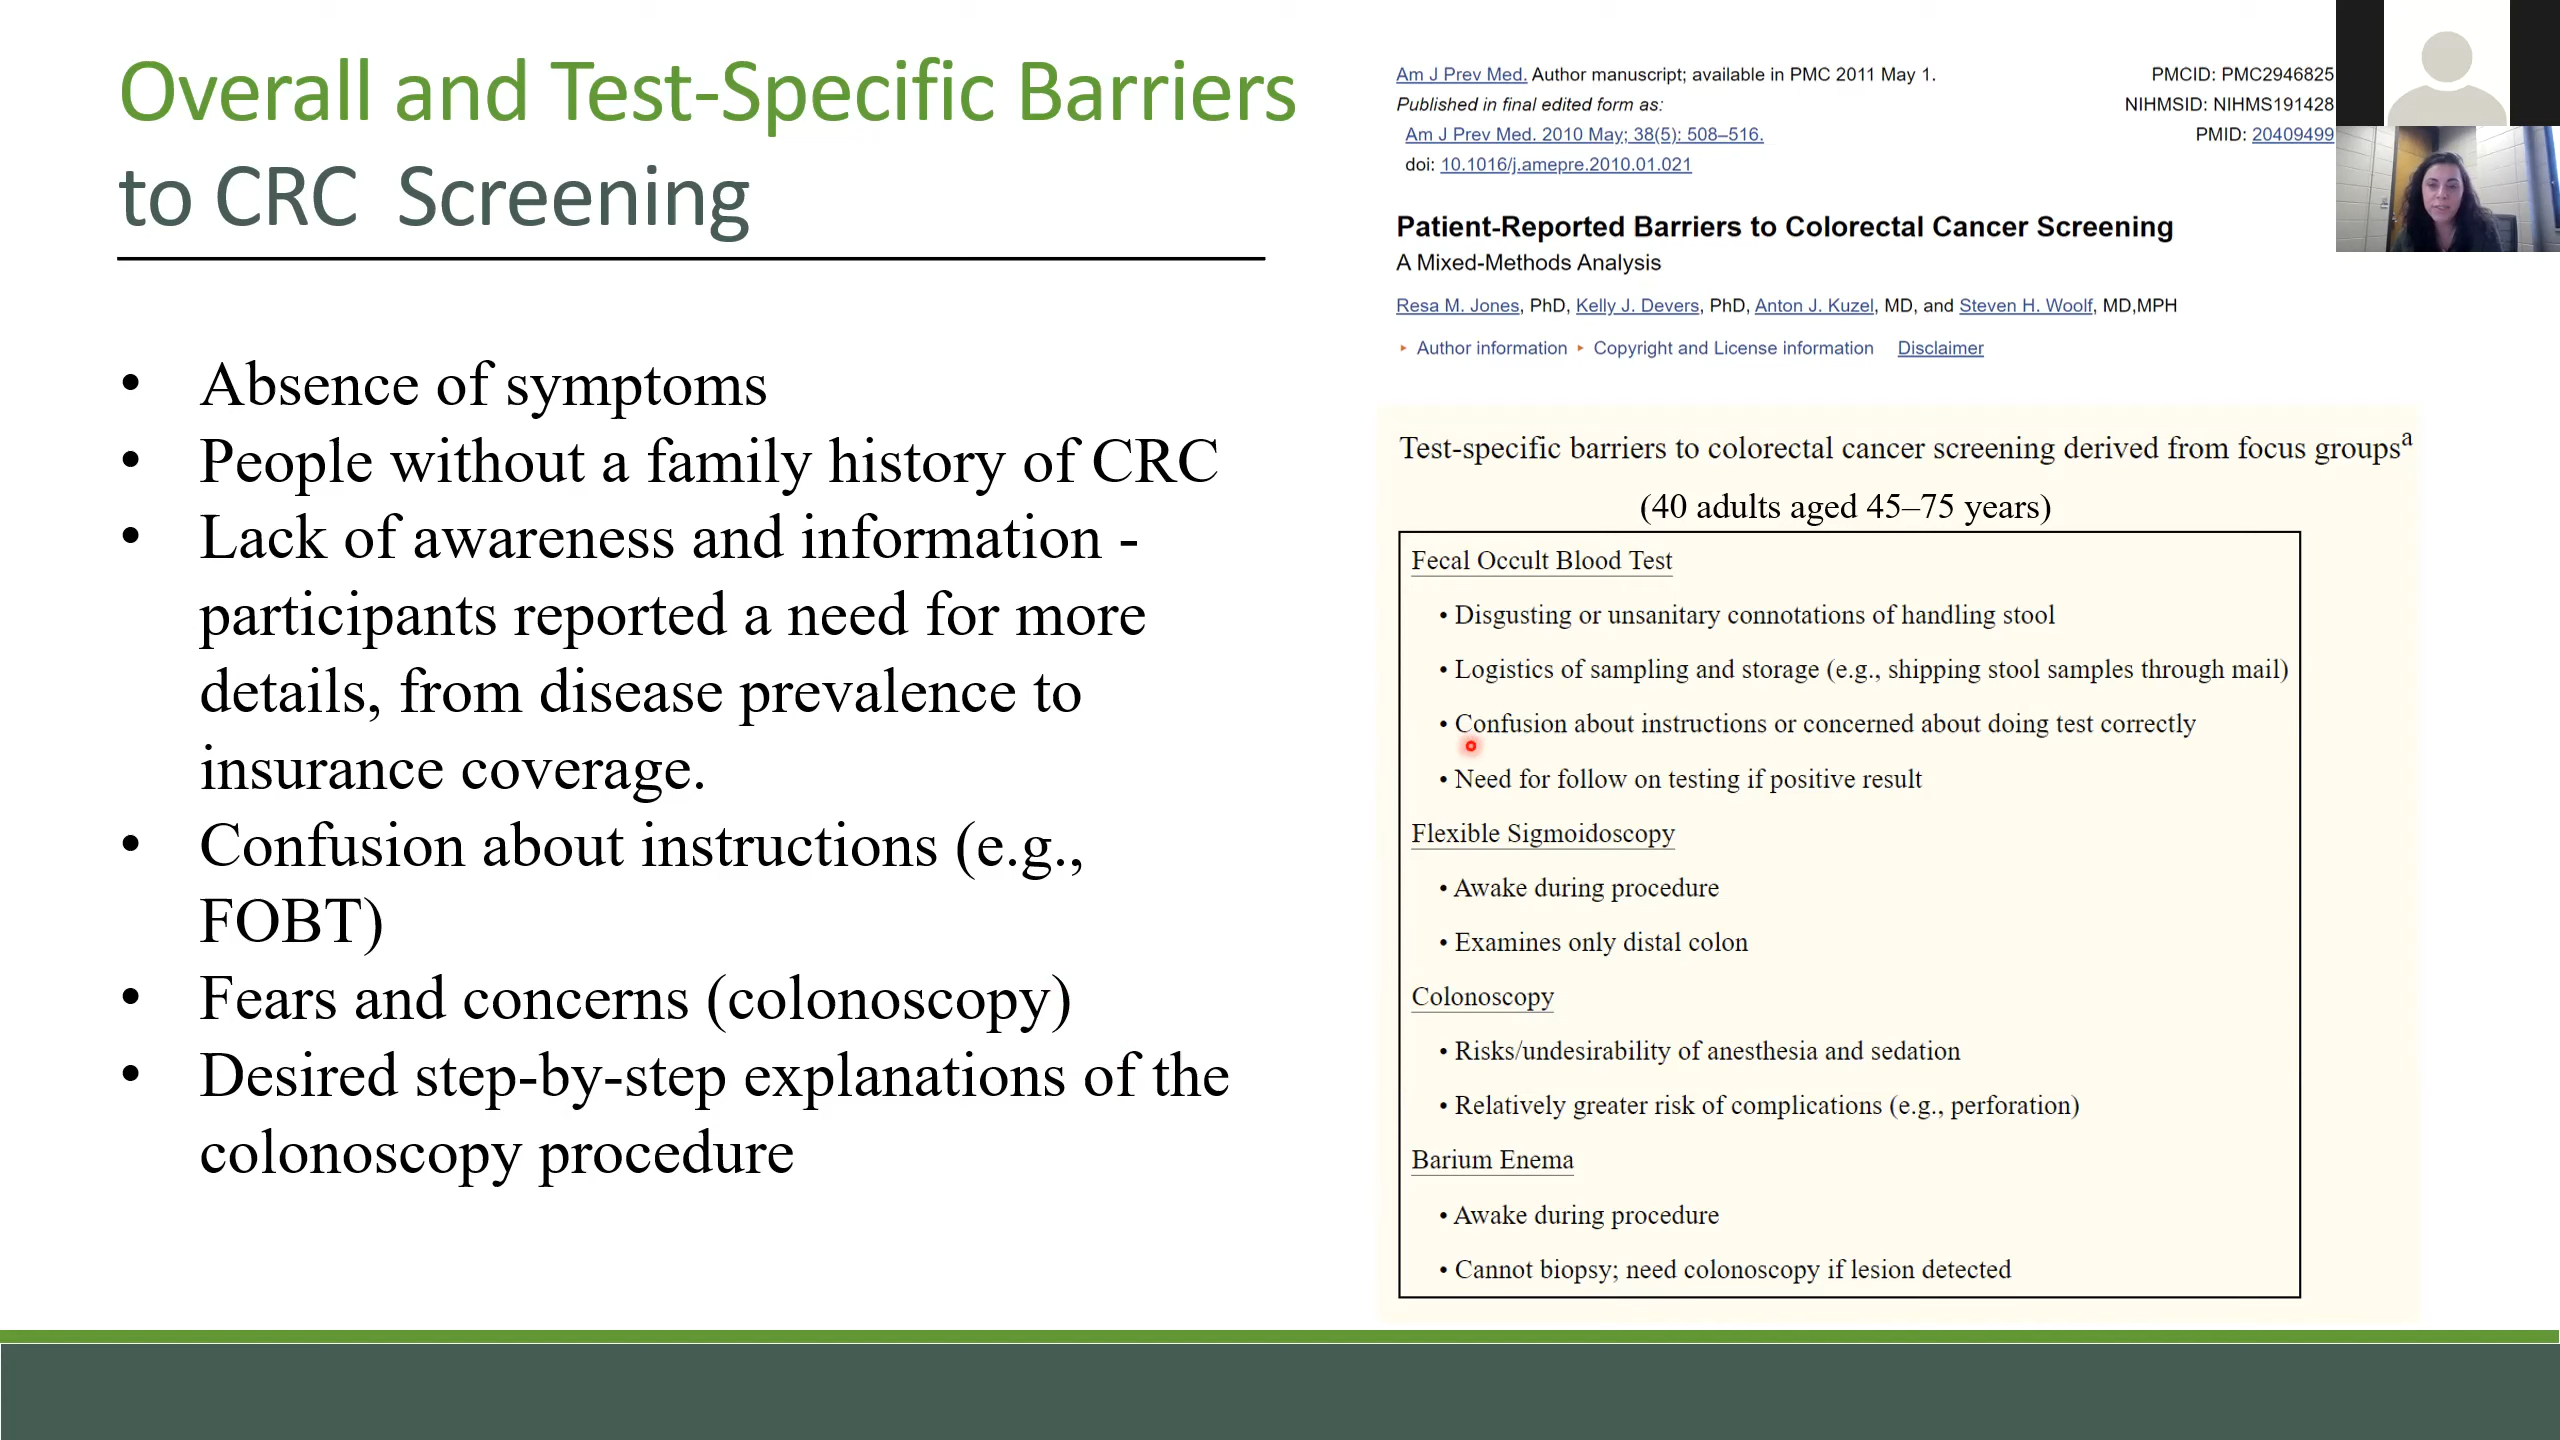 Overall and Test-Specific Barriers
to CRC  Screening
• Absence of symptoms
• People without a family history of CRC
• Lack of awareness and information -
participants reported a need for more
details, from disease prevalence to
insurance coverage.
• Confusion about instructions (e.g.,
FOBT)
• Fears and concerns (colonoscopy)
• Desired step-by-step explanations of the
colonoscopy procedure
Am J Prev Med. Author manuscript; available in PMC 2011 May 1.
Published in final edited form as:
Am J Prev Med. 2010 May; 38(5): 508–516.
doi: 10.1016/j.amepre.2010.01.021
PMCID: PMC2946825
NIHMSID: NIHMS191428
PMID: 20409499
Patient-Reported Barriers to Colorectal Cancer Screening
A Mixed-Methods Analysis
Resa M. Jones, PhD, Kelly J. Devers, PhD, Anton J. Kuzel, MD, and Steven H. Woolf, MD,MPH
▸ Author information ▸ Copyright and License information Disclaimer
Test-specific barriers to colorectal cancer screening derived from focus groupsa
(40 adults aged 45–75 years)
Fecal Occult Blood Test
• Disgusting or unsanitary connotations of handling stool
• Logistics of sampling and storage (e.g., shipping stool samples through mail)
• Confusion about instructions or concerned about doing test correctly
• Need for follow on testing if positive result
Flexible Sigmoidoscopy
• Awake during procedure
• Examines only distal colon
Colonoscopy
• Risks/undesirability of anesthesia and sedation
• Relatively greater risk of complications (e.g., perforation)
Barium Enema
• Awake during procedure
• Cannot biopsy; need colonoscopy if lesion detected